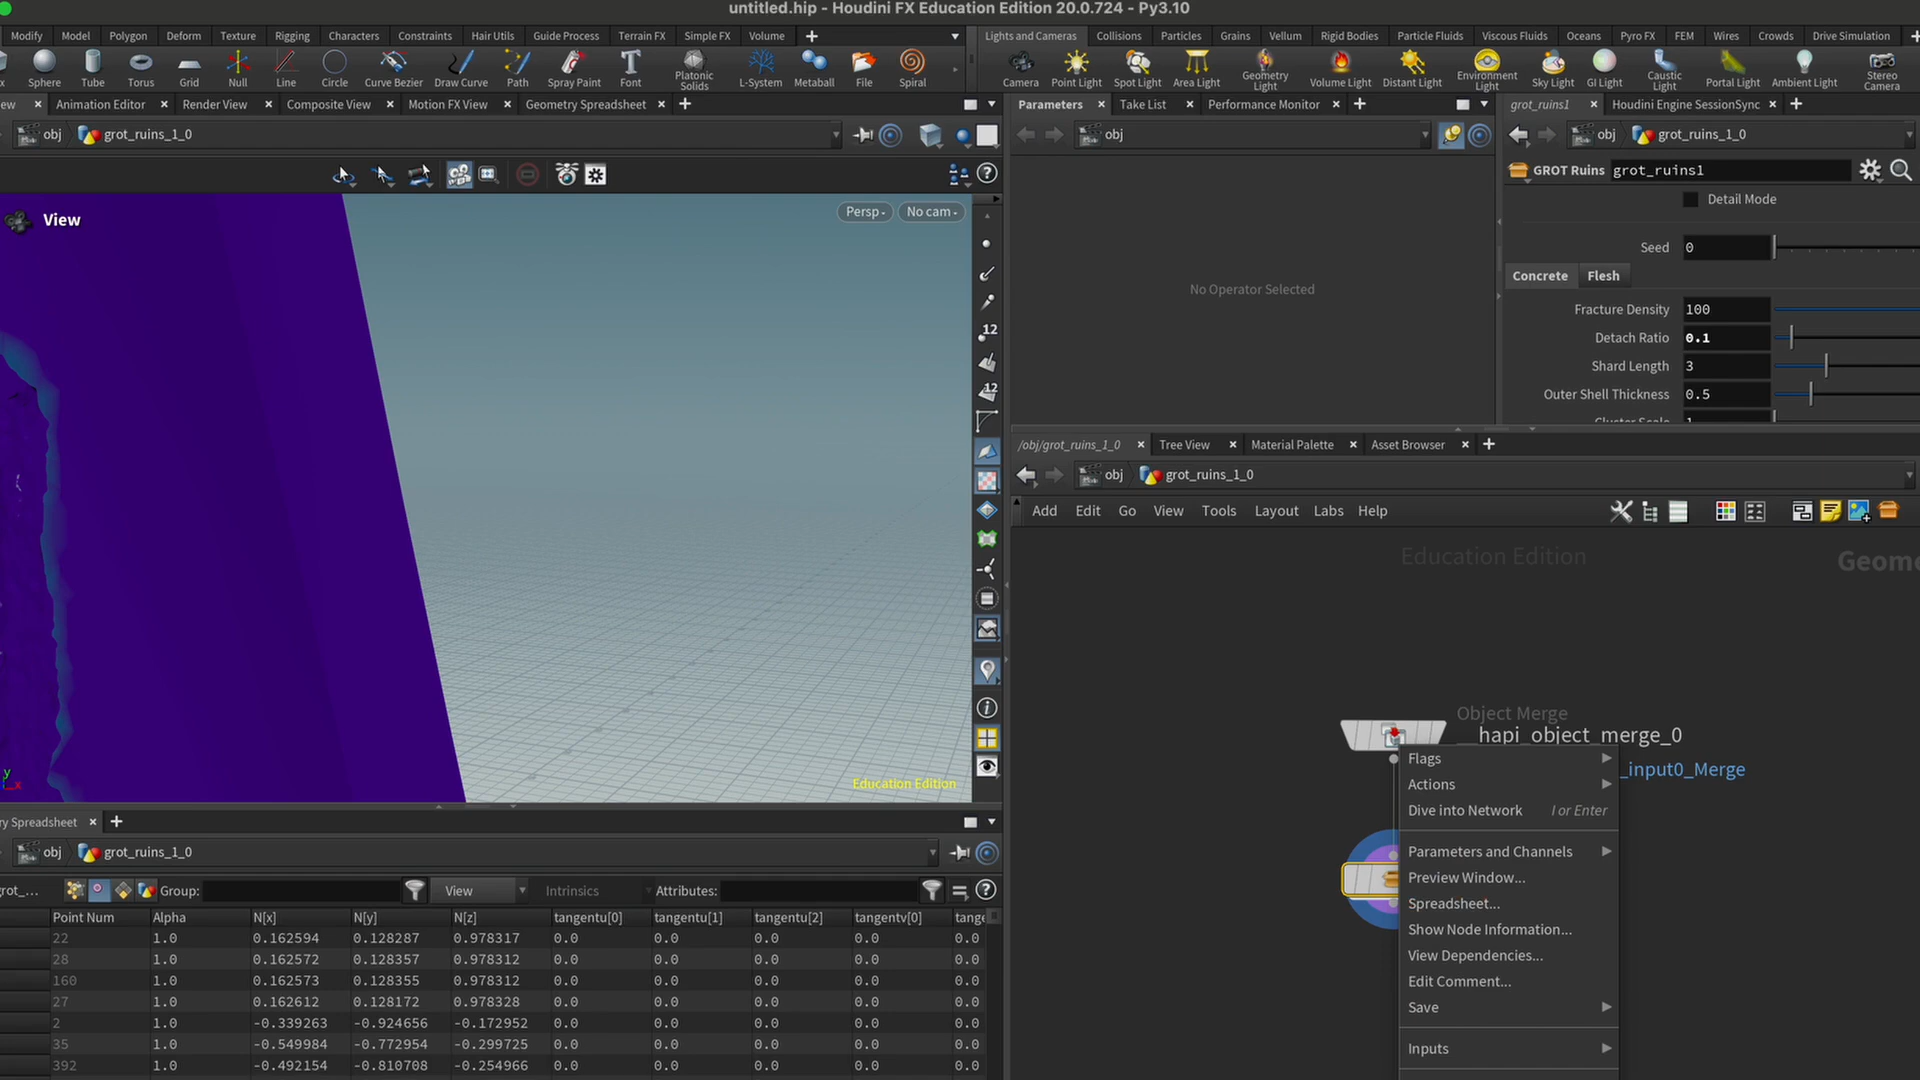 untitled.hip - Houdini FX Education Edition 20.0.724 - Py3.10
Modify Model Polygon Deform Texture Rigging Characters Constraints Hair Utils Guide Process Terrain FX Simple FX Volume
Lights and Cameras Collisions Particles Grains Vellum Rigid Bodies Particle Fluids Viscous Fluids Oceans Pyro FX FEM Wires Crowds Drive Simulation
Sphere Tube Torus Grid Null Line Circle Curve Bezier Draw Curve Path Spray Paint Font Platonic Solids L-System Metaball File Spiral
Camera Point Light Spot Light Area Light Geometry Light Volume Light Distant Light Environment Light Sky Light GI Light Caustic Light Portal Light Ambient Light Stereo Camera
Animation Editor Render View Composite View Motion FX View Geometry Spreadsheet
Parameters Take List Performance Monitor
grot_ruins1 Houdini Engine SessionSync
obj grot_ruins_1_0
obj
obj grot_ruins_1_0
View
Persp No cam
12
12
Education Edition
No Operator Selected
GROT Ruins grot_ruins1
Detail Mode
Seed 0
Concrete Flesh
Fracture Density 100
Detach Ratio 0.1
Shard Length 3
Outer Shell Thickness 0.5
/obj/grot_ruins_1_0 Tree View Material Palette Asset Browser
obj grot_ruins_1_0
Add Edit Go View Tools Layout Labs Help
Education Edition
Geome
Object Merge
hapi_object_merge_0
_input0_Merge
Flags
Actions
Dive into Network I or Enter
Parameters and Channels
Preview Window...
Spreadsheet...
Show Node Information...
View Dependencies...
Edit Comment...
Save
Inputs
ry Spreadsheet
obj grot_ruins_1_0
grot_... Group: View Intrinsics Attributes:
Point Num Alpha N[x] N[y] N[z] tangentu[0] tangentu[1] tangentu[2] tangentv[0] tange
22 1.0 0.162594 0.128287 0.978317 0.0 0.0 0.0 0.0 0.0
28 1.0 0.162572 0.128357 0.978312 0.0 0.0 0.0 0.0 0.0
160 1.0 0.162573 0.128355 0.978312 0.0 0.0 0.0 0.0 0.0
27 1.0 0.162612 0.128172 0.978328 0.0 0.0 0.0 0.0 0.0
2 1.0 -0.339263 -0.924656 -0.172952 0.0 0.0 0.0 0.0 0.0
35 1.0 -0.549984 -0.772954 -0.299725 0.0 0.0 0.0 0.0 0.0
392 1.0 -0.492154 -0.810708 -0.254966 0.0 0.0 0.0 0.0 0.0